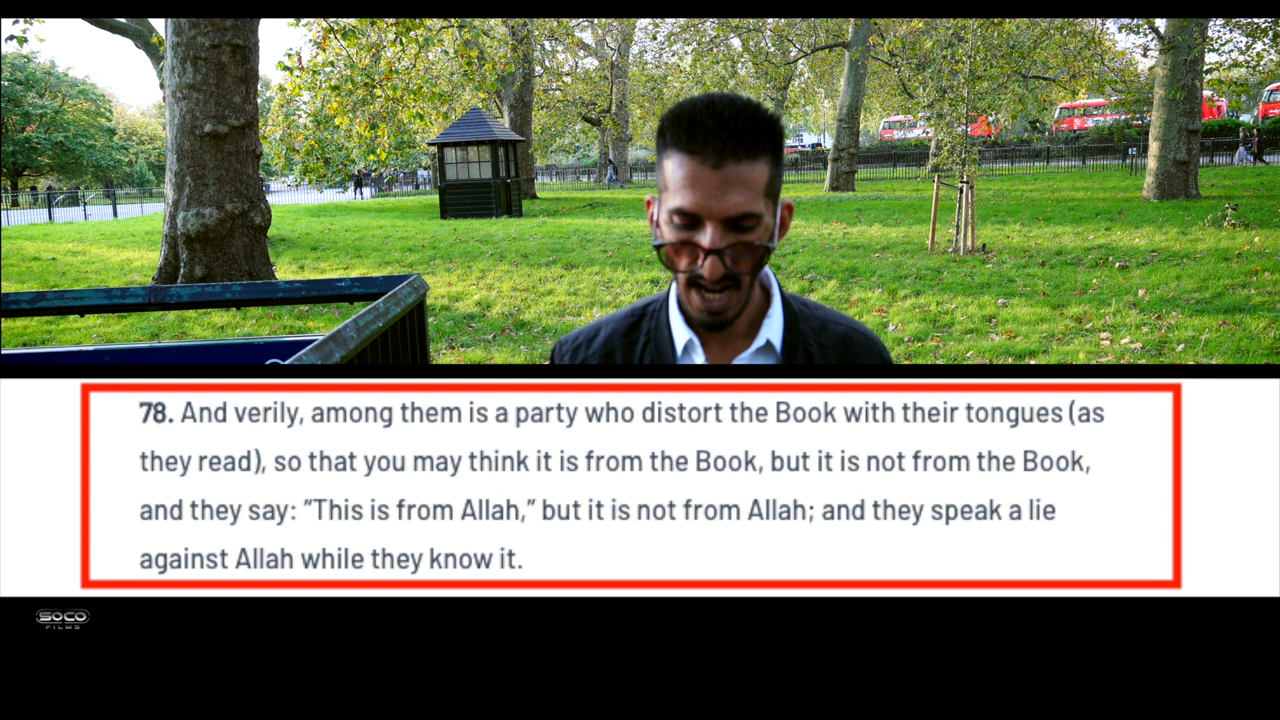 78. And verily, among them is a party who distort the Book with their tongues (as
they read), so that you may think it is from the Book, but it is not from the Book,
and they say: “This is from Allah,” but it is not from Allah; and they speak a lie
against Allah while they know it.
SOCO
FILMS